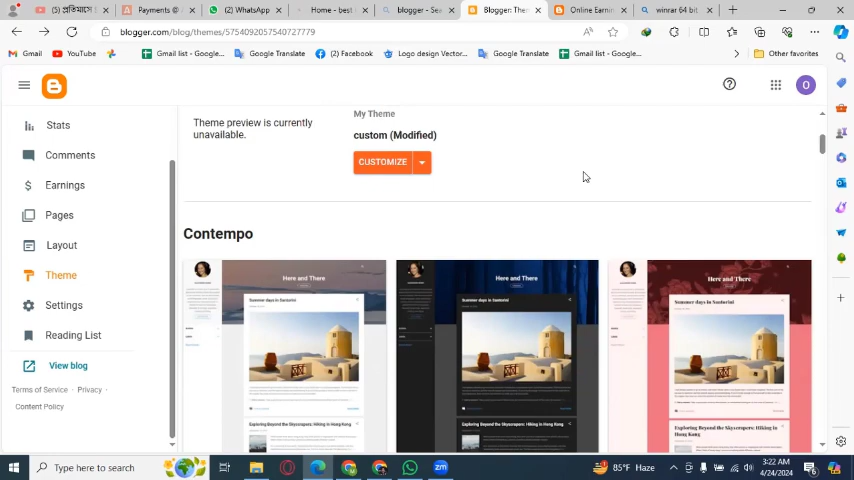 (5) প্রতিমাসে
Payments @
(2) WhatsApp
Home - best
blogger - Sea
Blogger: The
Online Earning
winrar 64 bit
https://www.blogger.com/blog/themes/5754092057540727779
Gmail
YouTube
Gmail list - Google...
Google Translate
(2) Facebook
Logo design Vector...
Google Translate
Gmail list - Google...
Other favorites
O
Stats
Comments
Earnings
Pages
Layout
Theme
Settings
Reading List
View blog
Terms of Service
Privacy
Content Policy
Theme preview is currently
unavailable.
My Theme
custom (Modified)
CUSTOMIZE
Contempo
Here and There
Here and There
Here and There
Summer days in Santorini
Summer days in Santorini
Summer days in Santorini
Exploring Beyond the Skyscrapers: Hiking in Hong Kong
Exploring Beyond the Skyscrapers: Hiking in Hong Kong
Exploring Beyond the Skyscrapers: Hiking in
Hong Kong
Type here to search
85°F Haze
3:22 AM
4/24/2024